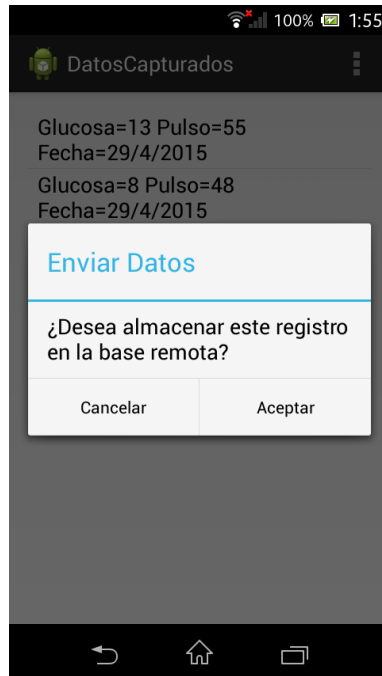 100% 1:55
DatosCapturados
Glucosa=13 Pulso=55
Fecha=29/4/2015
Glucosa=8 Pulso=48
Fecha=29/4/2015
Enviar Datos
¿Desea almacenar este registro
en la base remota?
Cancelar Aceptar